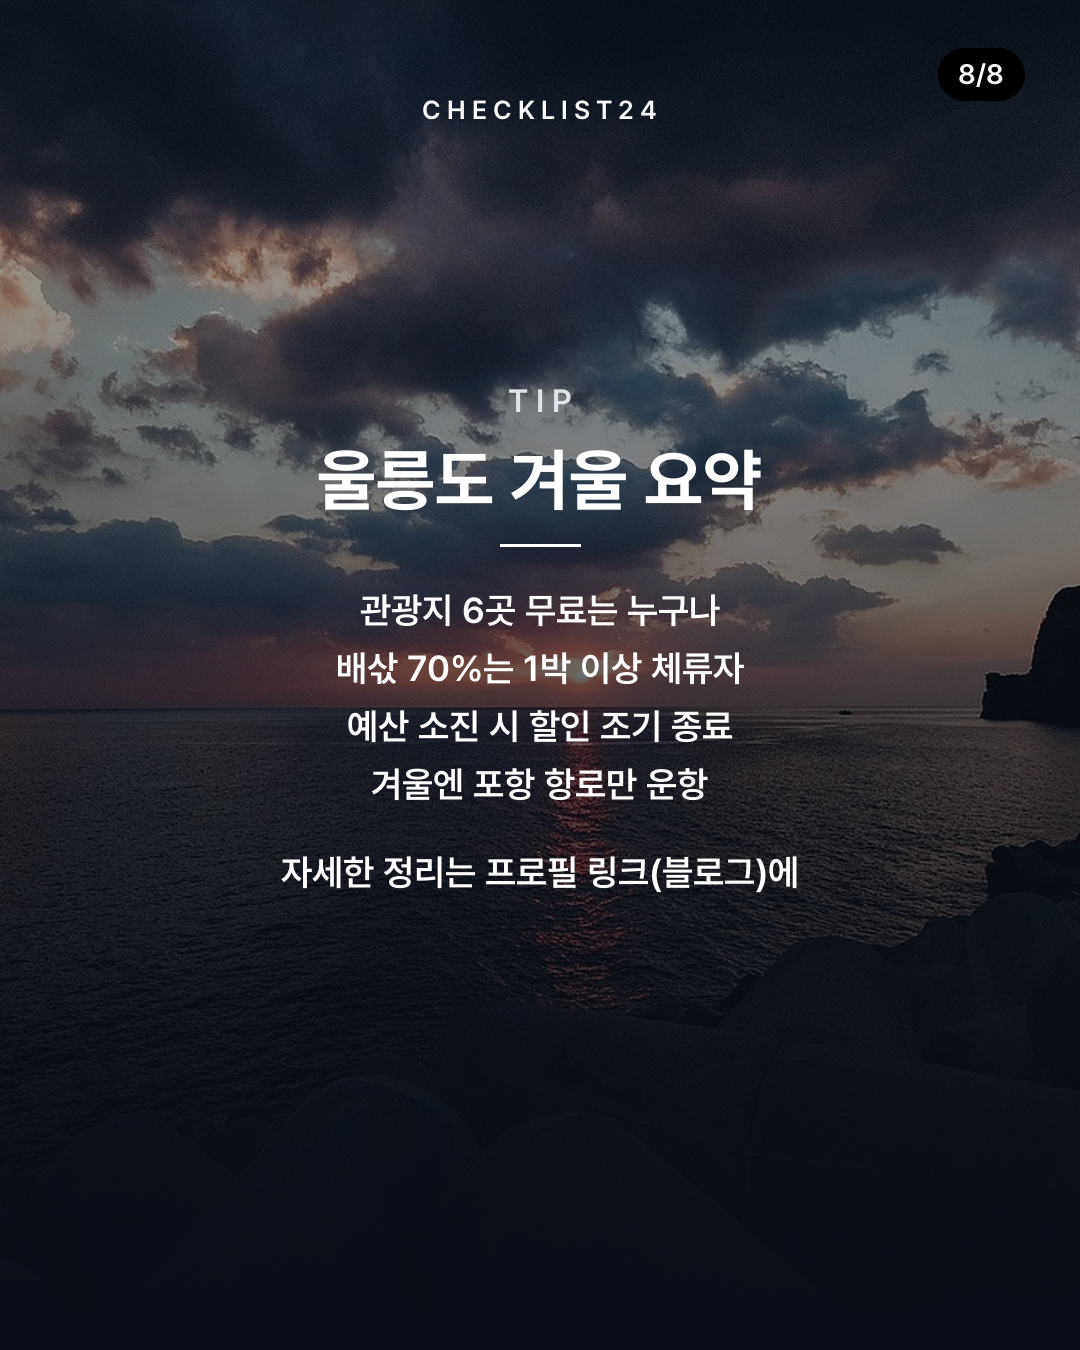 8/8
CHECKLIST24
TIP
울릉도 겨울 요약
관광지 6곳 무료는 누구나
배삯 70%는 1박 이상 체류자
예산 소진 시 할인 조기 종료
겨울엔 포항 항로만 운항
자세한 정리는 프로필 링크(블로그)에